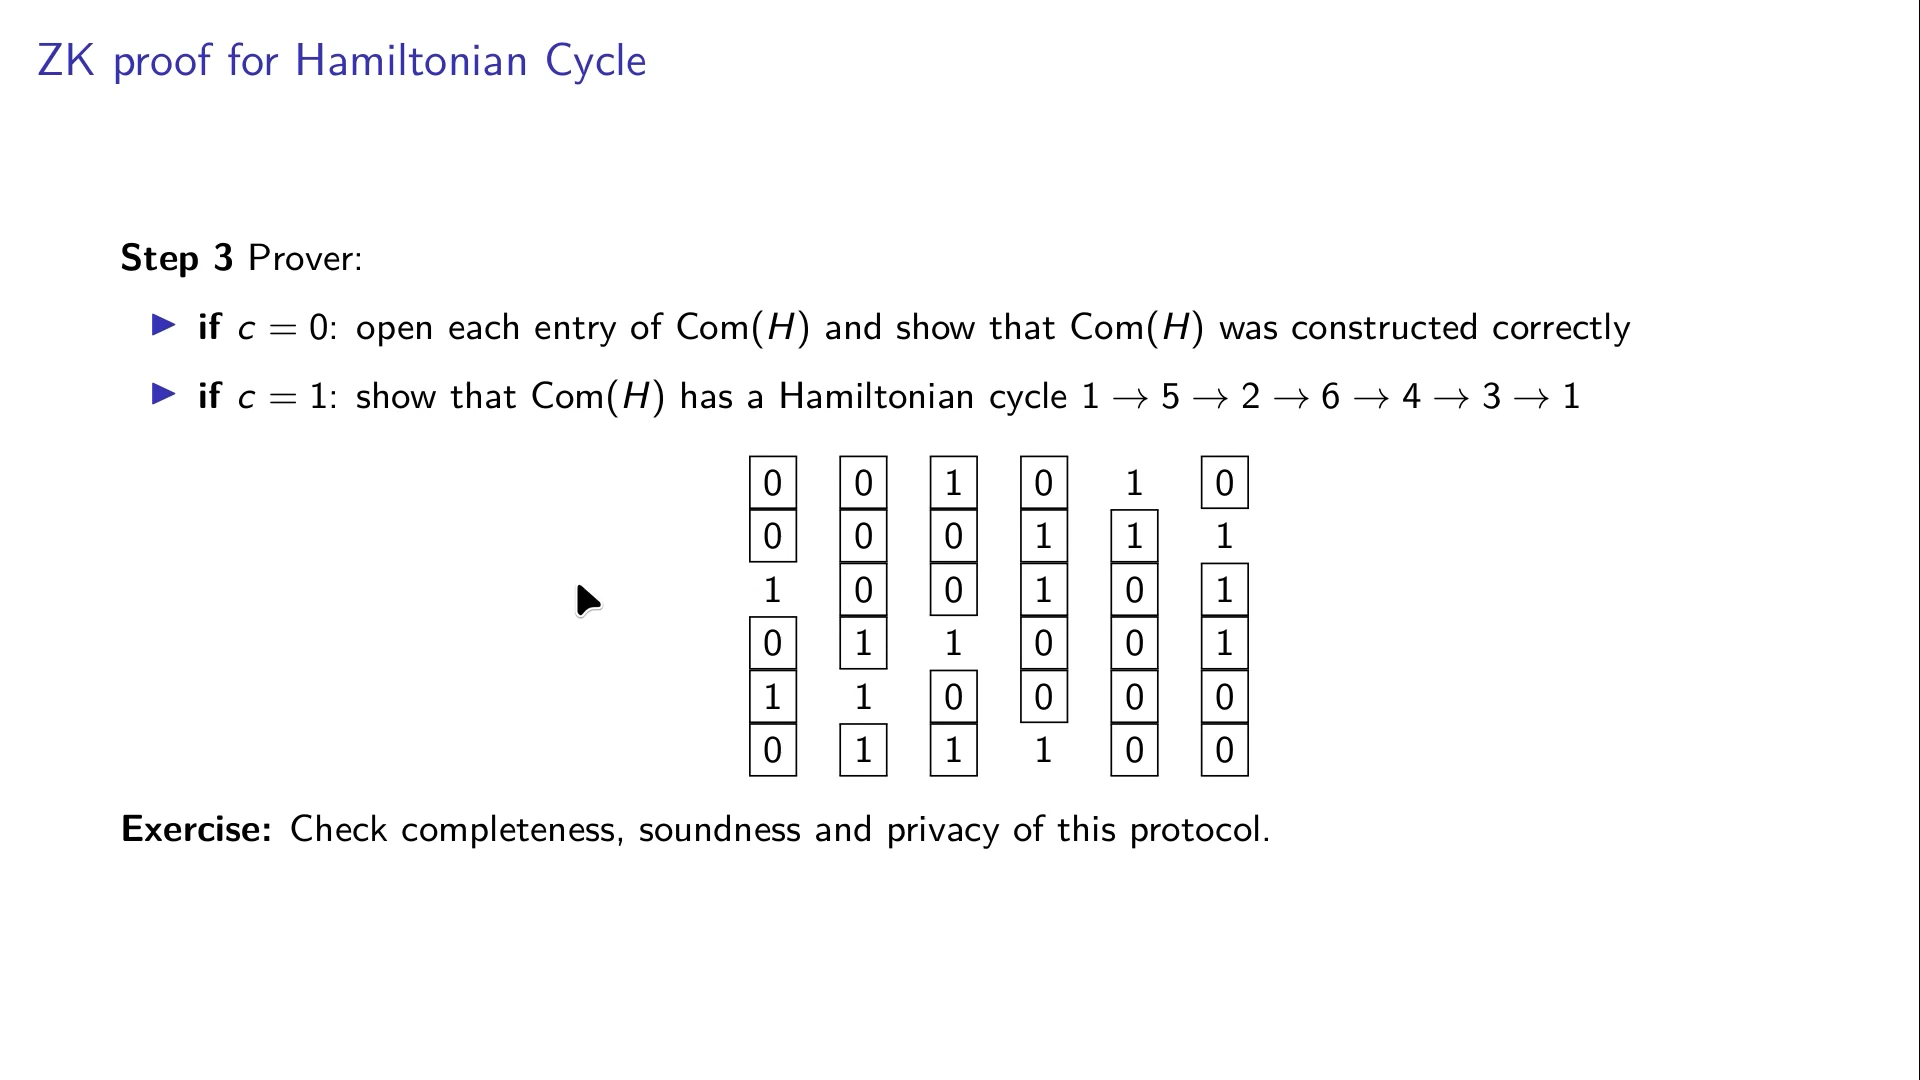 ZK proof for Hamiltonian Cycle
Step 3 Prover:
▶ if c = 0: open each entry of Com(H) and show that Com(H) was constructed correctly
▶ if c = 1: show that Com(H) has a Hamiltonian cycle 1 → 5 → 2 → 6 → 4 → 3 → 1
0 0 1 0 1 0
0 0 0 1 1 1
1 0 0 1 0 1
0 1 1 0 0 1
1 1 0 0 0 0
0 1 1 1 0 0
Exercise: Check completeness, soundness and privacy of this protocol.